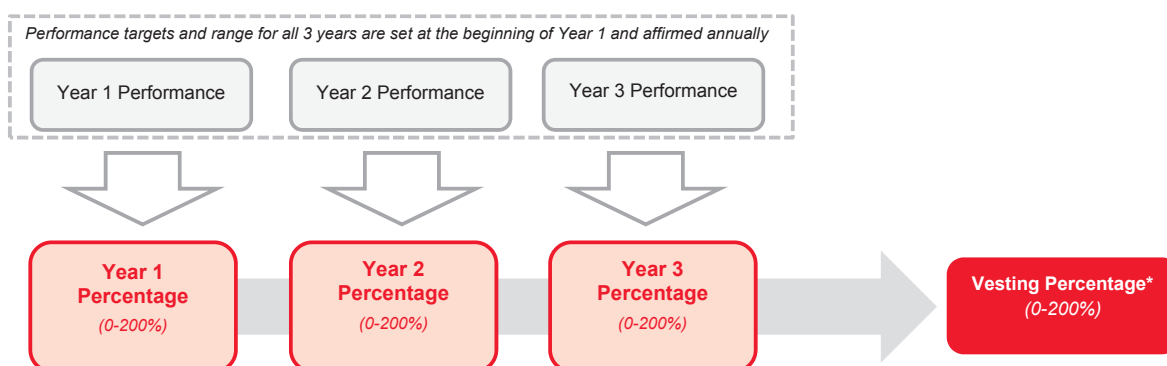 Performance targets and range for all 3 years are set at the beginning of Year 1 and affirmed annually
Year 1 Performance
Year 2 Performance
Year 3 Performance
Year 1
Percentage
(0-200%)
Year 2
Percentage
(0-200%)
Year 3
Percentage
(0-200%)
Vesting Percentage*
(0-200%)